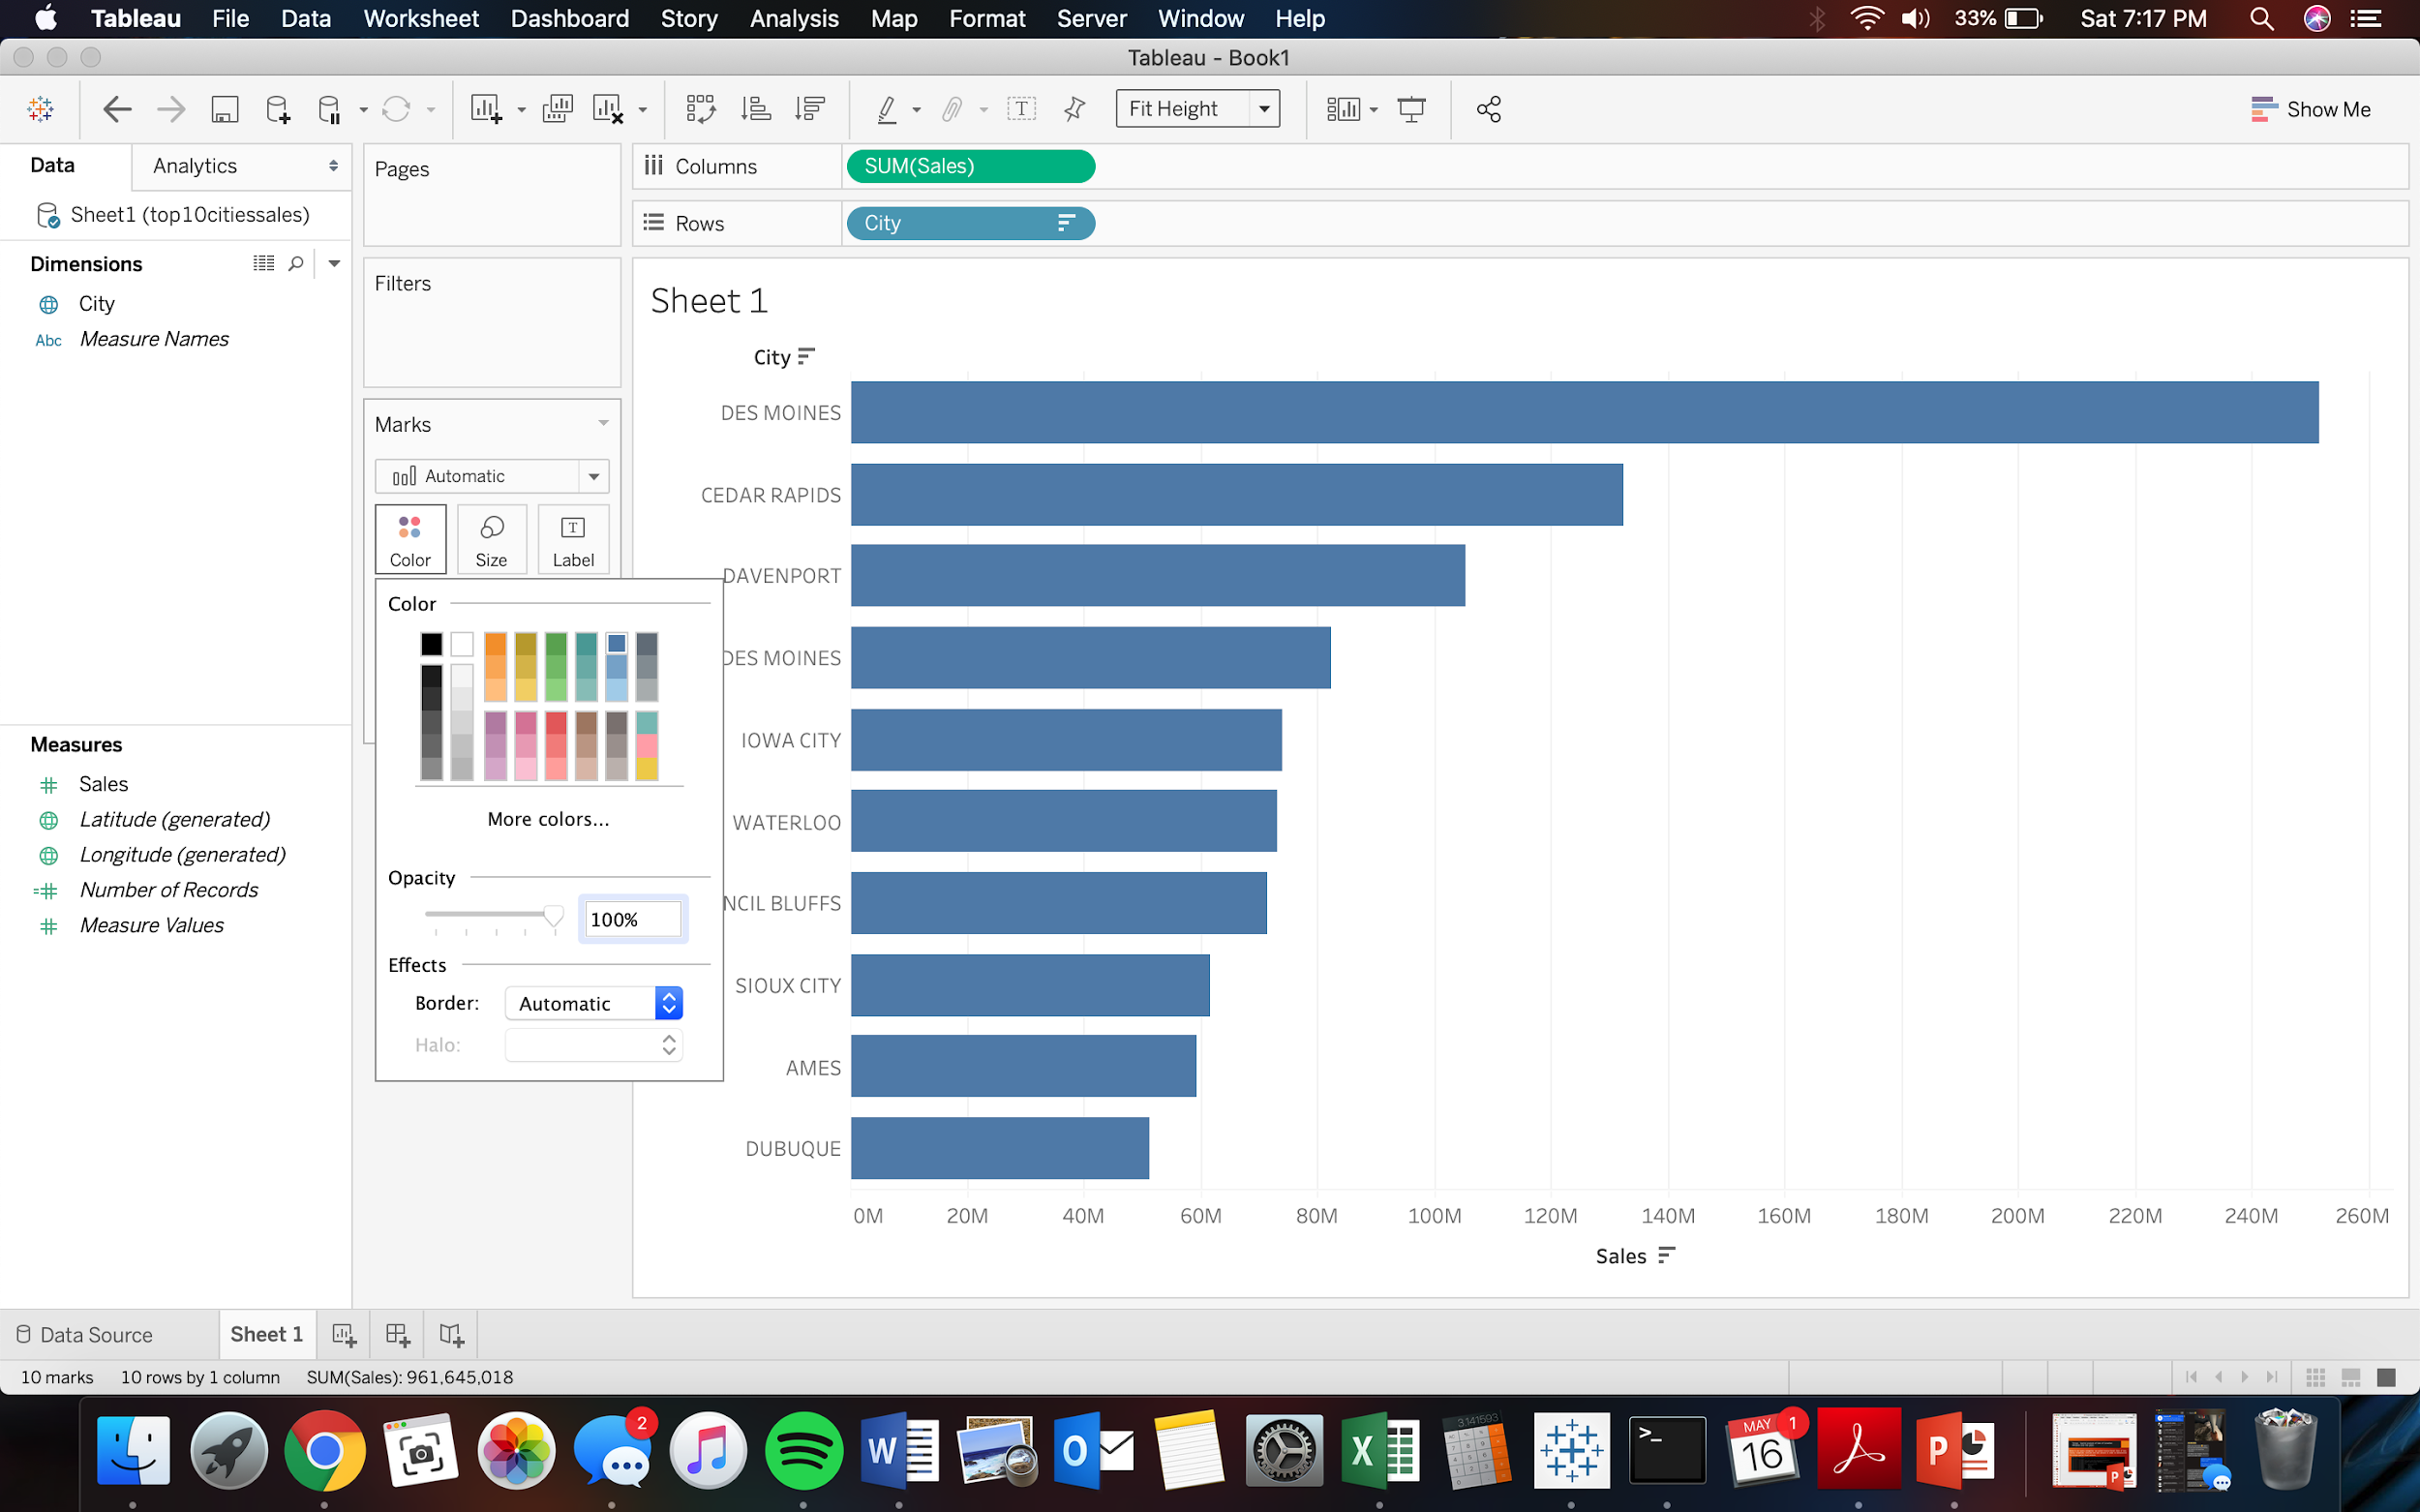 Tableau File Data Worksheet Dashboard Story Analysis Map Format Server Window Help 33% Sat 7:17 PM
Tableau - Book1
Fit Height Show Me
Data Analytics
Sheet1 (top10citiessales)
Dimensions
City
Abc Measure Names
Measures
Sales
Latitude (generated)
Longitude (generated)
Number of Records
Measure Values
Pages
Filters
Marks
Automatic
Color Size Label
Color
More colors...
Opacity
100%
Effects
Border: Automatic
Halo:
Columns SUM(Sales)
Rows City
Sheet 1
City
DES MOINES
CEDAR RAPIDS
DAVENPORT
DES MOINES
IOWA CITY
WATERLOO
NCIL BLUFFS
SIOUX CITY
AMES
DUBUQUE
0M 20M 40M 60M 80M 100M 120M 140M 160M 180M 200M 220M 240M 260M
Sales
Data Source Sheet 1
10 marks 10 rows by 1 column SUM(Sales): 961,645,018
2 W O X 3.141593 >_ MAY 16 1 P